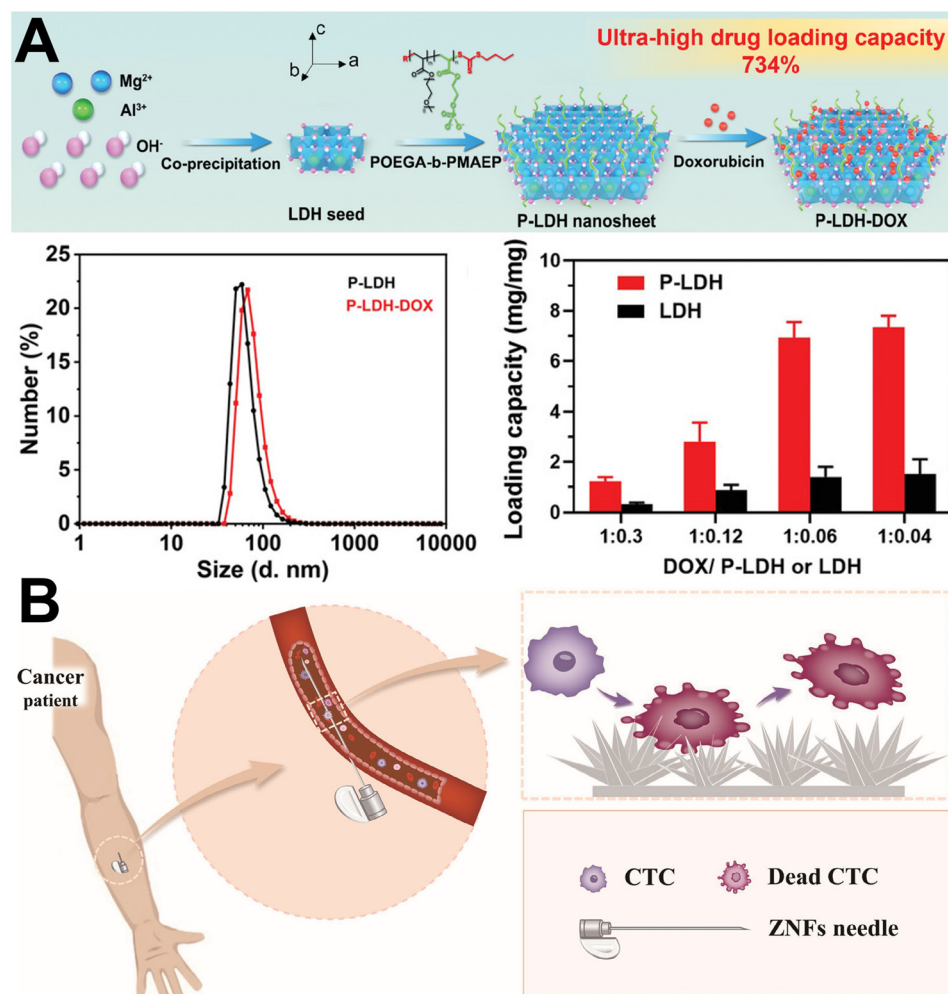 A
Mg²⁺
Al³⁺
OH⁻
Co-precipitation
c
b
a
LDH seed
R
n
m
S
S
S
O
O
O
O
POEGA-b-PMAEP
P-LDH nanosheet
Ultra-high drug loading capacity
734%
Doxorubicin
P-LDH-DOX
Number (%)
25
20
15
10
5
0
P-LDH
P-LDH-DOX
1
10
100
1000
10000
Size (d. nm)
Loading capacity (mg/mg)
10
8
6
4
2
0
P-LDH
LDH
1:0.3
1:0.12
1:0.06
1:0.04
DOX/ P-LDH or LDH
B
Cancer
patient
CTC
Dead CTC
ZNFs needle